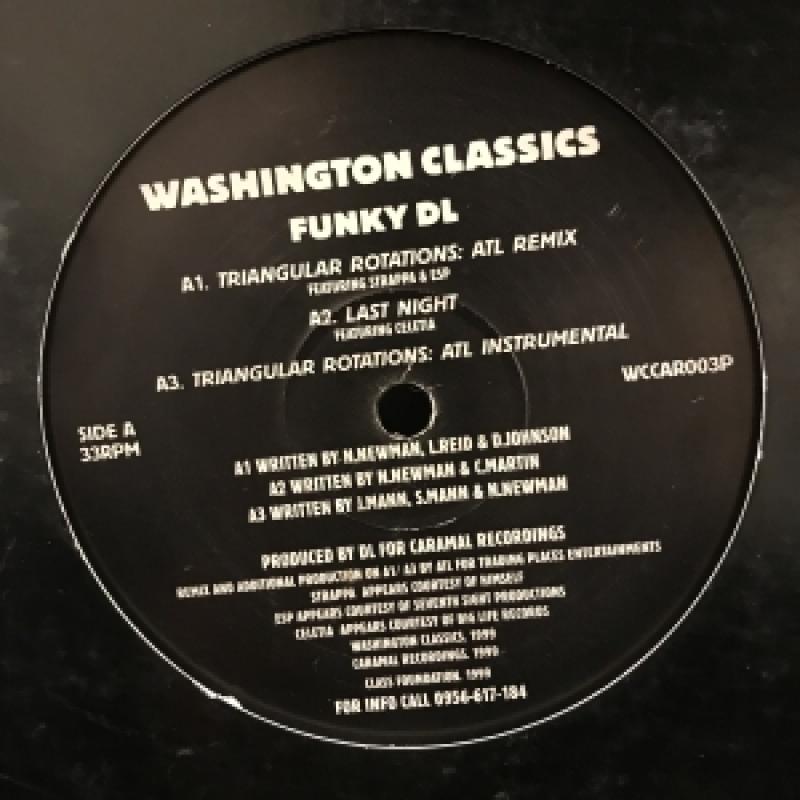 WASHINGTON CLASSICS
FUNKY DL
A1. TRIANGULAR ROTATIONS: ATL REMIX
FEATURING STRAPPA & ESP
A2. LAST NIGHT
FEATURING CELETIA
A3. TRIANGULAR ROTATIONS: ATL INSTRUMENTAL
WCCAR003P
SIDE A
33RPM
A1 WRITTEN BY N.NEWMAN, L.REID & D.JOHNSON
A2 WRITTEN BY N.NEWMAN & C.MARTIN
A3 WRITTEN BY J.MANN, S.MANN & N.NEWMAN
PRODUCED BY DL FOR CARAMAL RECORDINGS
REMIX AND ADDITIONAL PRODUCTION ON A1/ A3 BY ATL FOR TRADING PLACES ENTERTAINMENTS
STRAPPA APPEARS COURTESY OF HIMSELF
ESP APPEARS COURTESY OF SEVENTH SIGHT PRODUCTIONS
CELETIA APPEARS COURTESY OF BIG LIFE RECORDS
WASHINGTON CLASSICS, 1999
CARAMAL RECORDINGS, 1999
CLASS FOUNDATION, 1999
FOR INFO CALL 0956-617-184